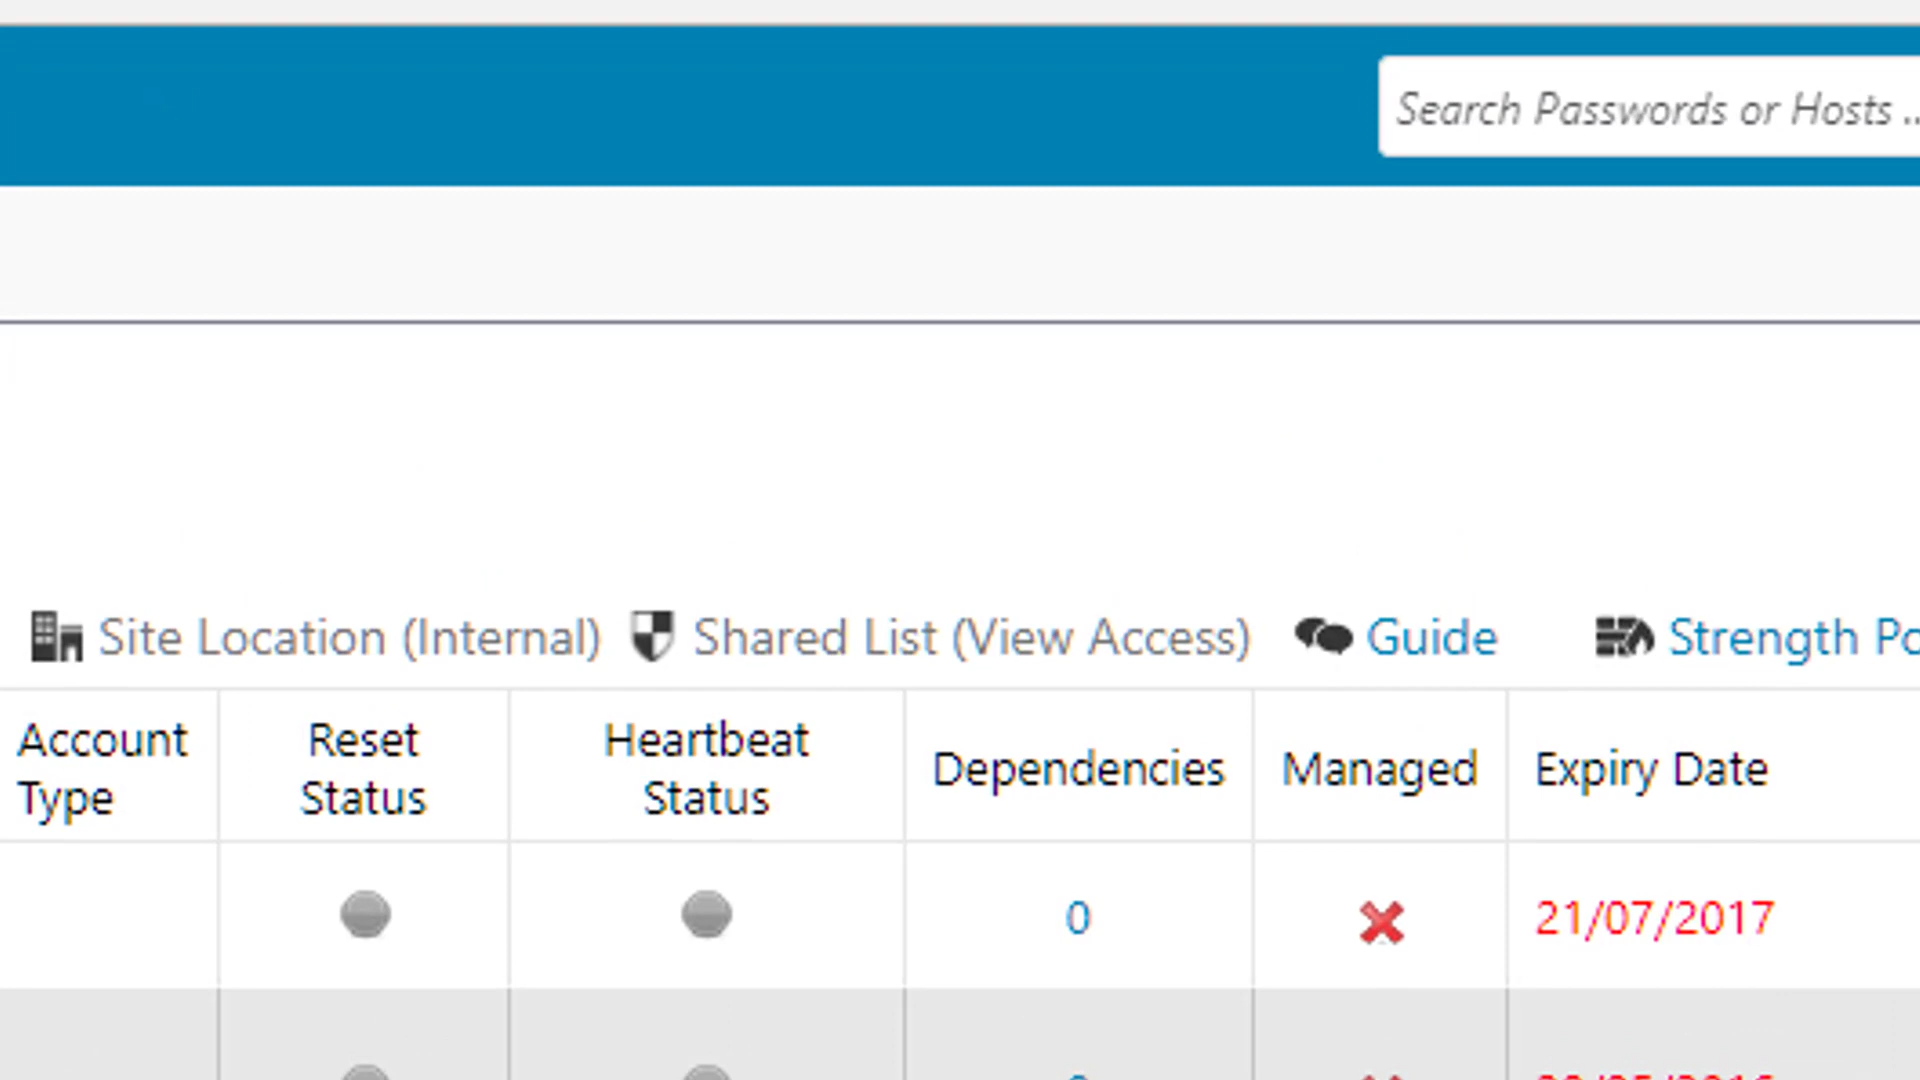 Search Passwords or Hosts ..
Site Location (Internal) Shared List (View Access) Guide Strength
Account Type Reset Status Heartbeat Status Dependencies Managed Expiry Date
0 21/07/2017